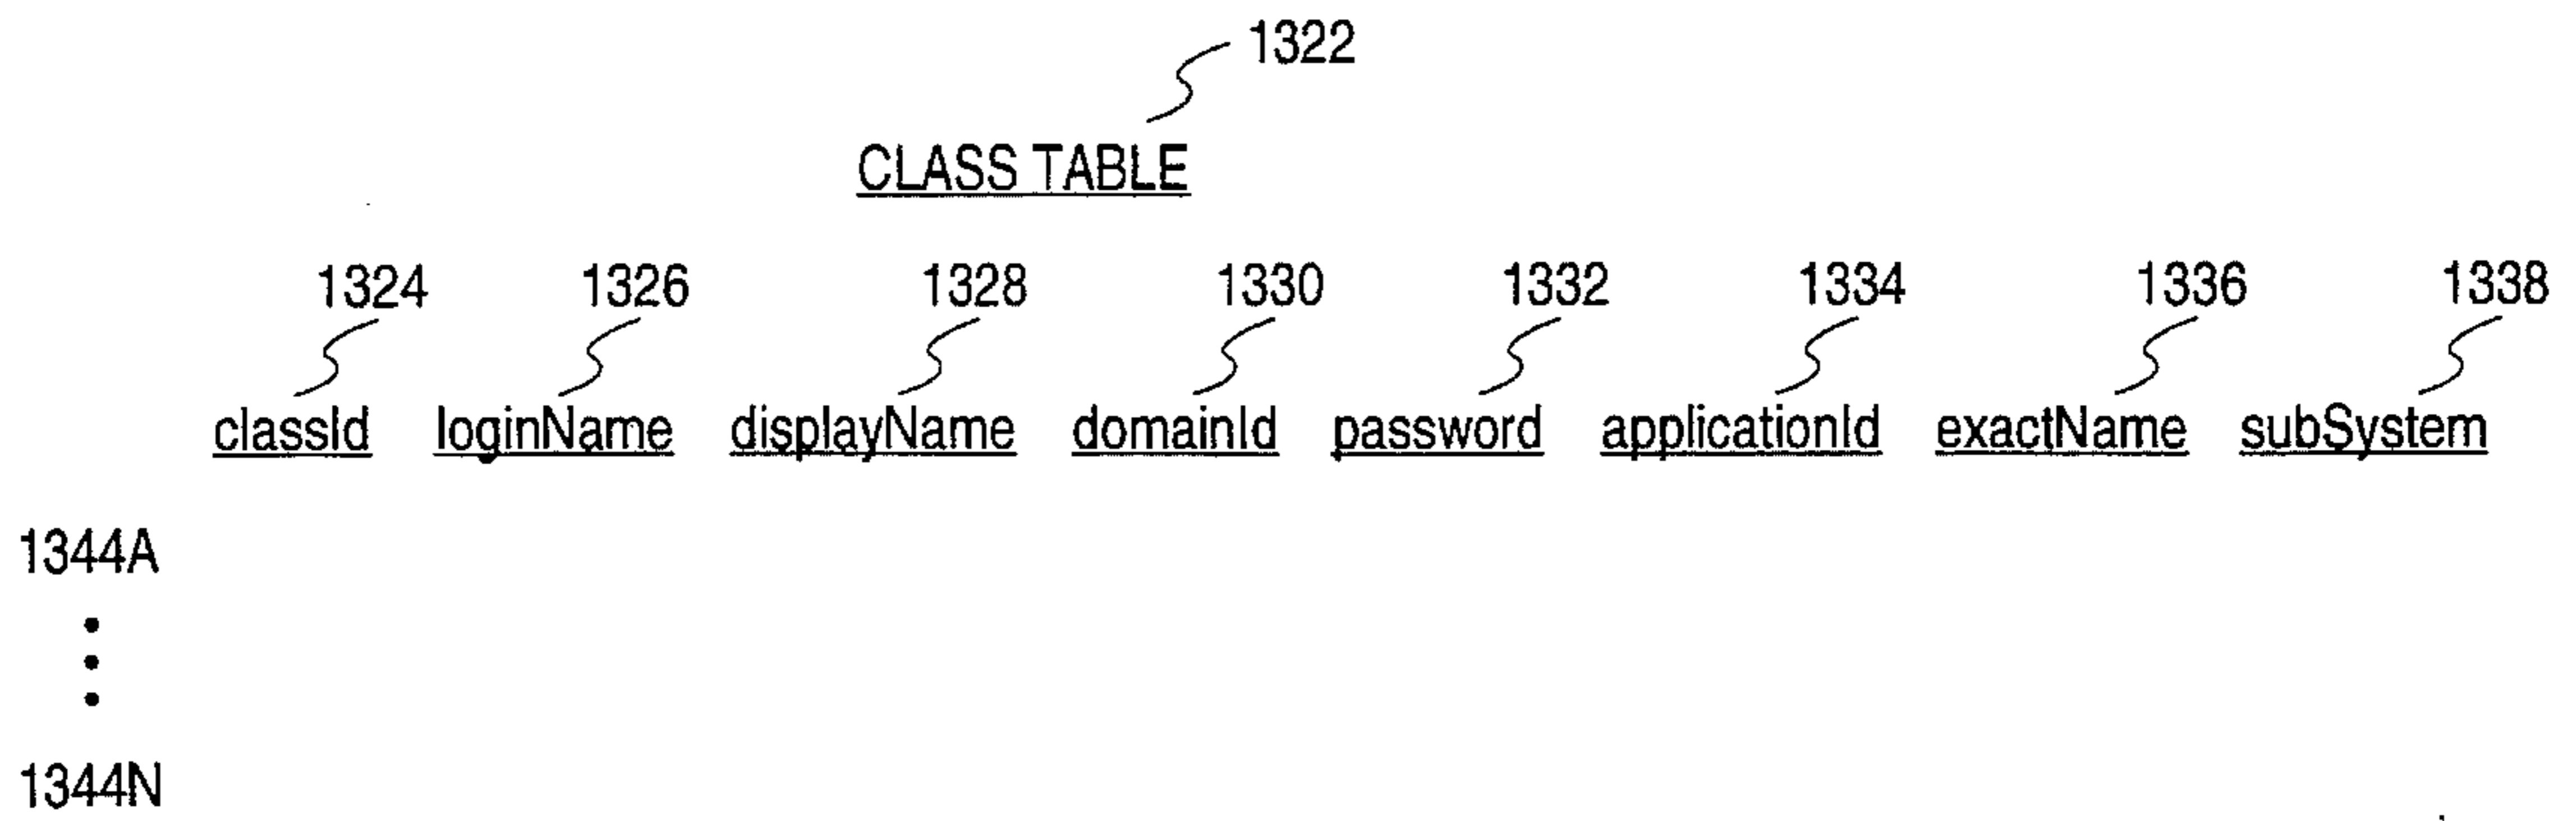 1322
CLASS TABLE
1324 1326 1328 1330 1332 1334 1336 1338
classId loginName displayName domainId password applicationId exactName subSystem
1344A
1344N